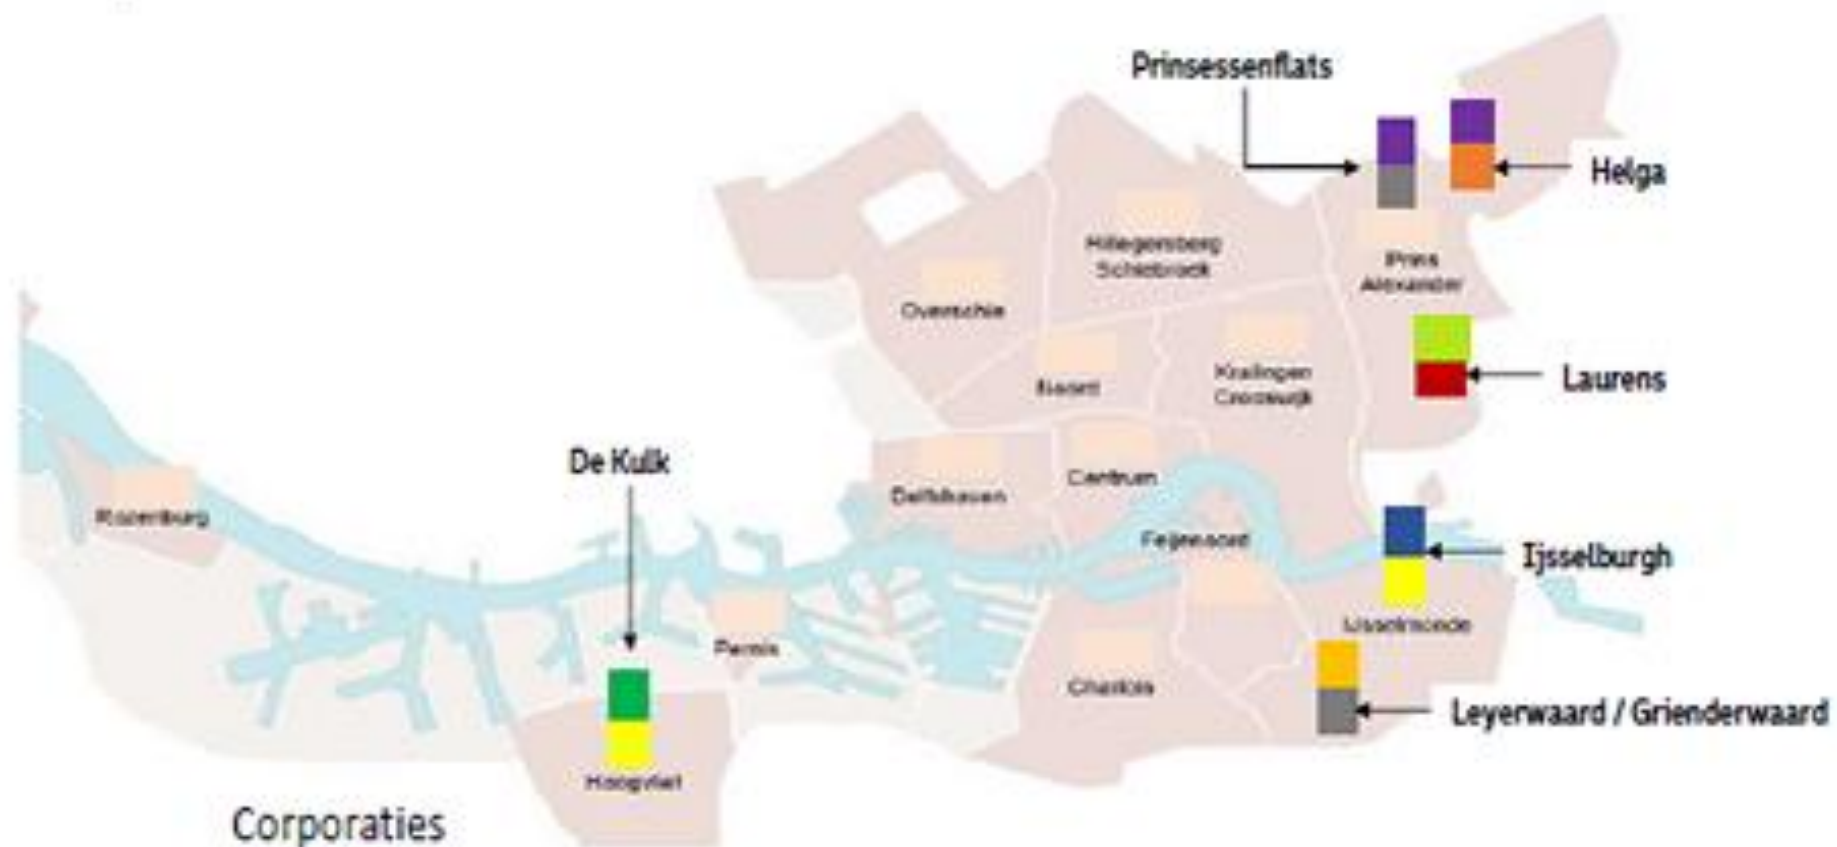 Prinsessenflats
Helga
Hillegersberg
Schiebroek
Prins
Alexander
Overschie
Laurens
Kralingen
Crooswijk
Noord
De Kulk
Centrum
Delfshaven
Rozenburg
Feijenoord
Ijsselburgh
IJsselmonde
Pernis
Charlois
Leyerwaard / Grienderwaard
Hoogvliet
Corporaties